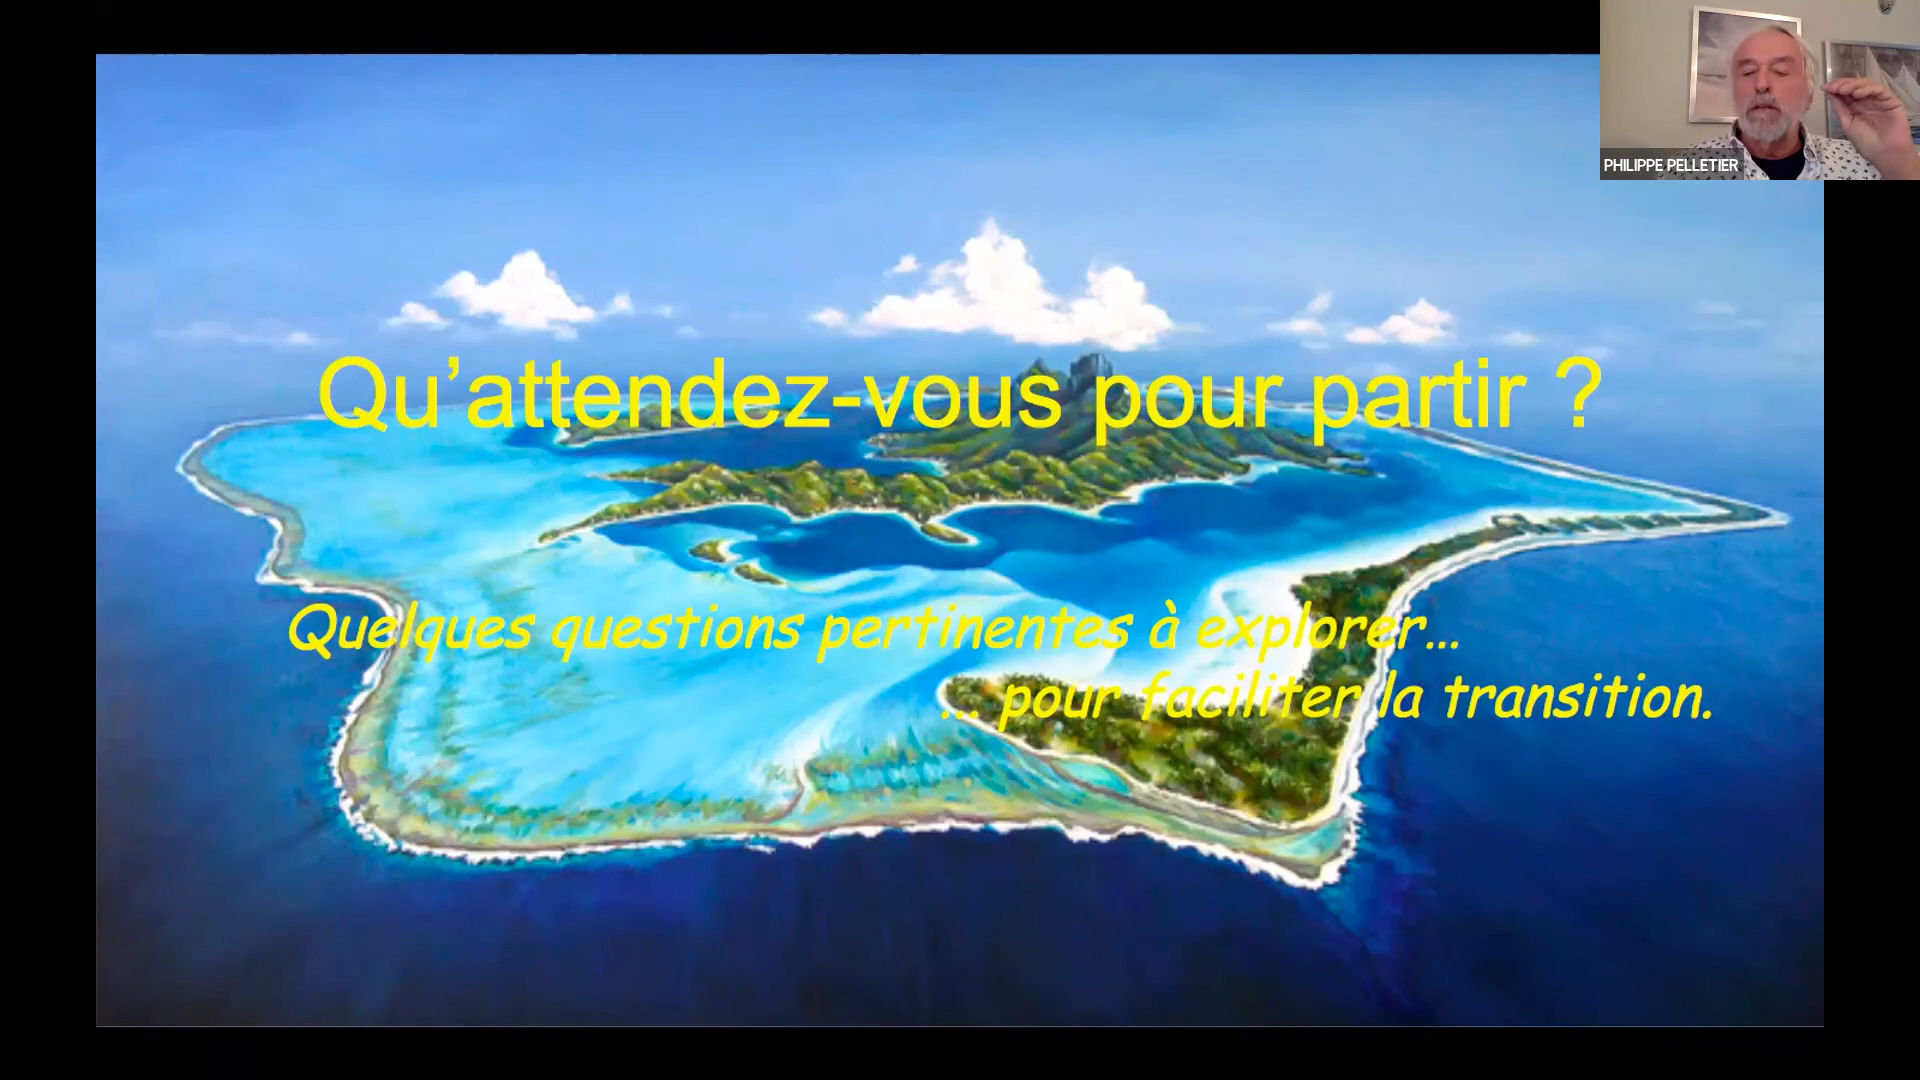 PHILIPPE PELLETIER
Qu’attendez-vous pour partir ?
Quelques questions pertinentes à explorer...
... pour faciliter la transition.